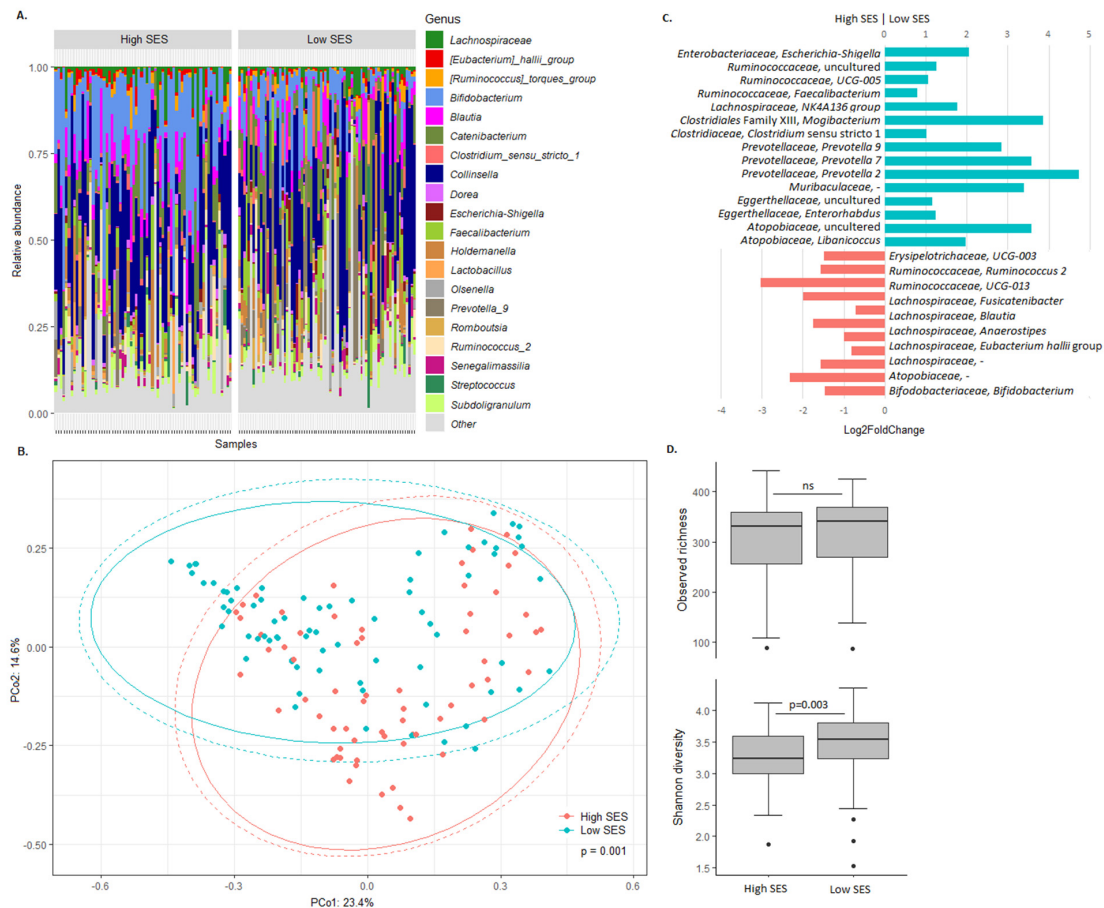 A.
High SES
Low SES
Relative abundance
1.00
0.75
0.50
0.25
0.00
Samples
Genus
Lachnospiraceae
[Eubacterium]_hallii_group
[Ruminococcus]_torques_group
Bifidobacterium
Blautia
Catenibacterium
Clostridium_sensu_stricto_1
Collinsella
Dorea
Escherichia-Shigella
Faecalibacterium
Holdemanella
Lactobacillus
Olsenella
Prevotella_9
Romboutsia
Ruminococcus_2
Senegalimassilia
Streptococcus
Subdoligranulum
Other
C.
High SES | Low SES
0 1 2 3 4 5
Enterobacteriaceae, Escherichia-Shigella
Ruminococcaceae, uncultured
Ruminococcaceae, UCG-005
Ruminococcaceae, Faecalibacterium
Lachnospiraceae, NK4A136 group
Clostridiales Family XIII, Mogibacterium
Clostridiaceae, Clostridium sensu stricto 1
Prevotellaceae, Prevotella 9
Prevotellaceae, Prevotella 7
Prevotellaceae, Prevotella 2
Muribaculaceae, -
Eggerthellaceae, uncultured
Eggerthellaceae, Enterorhabdus
Atopobiaceae, uncultured
Atopobiaceae, Libanicoccus
Erysipelotrichaceae, UCG-003
Ruminococcaceae, Ruminococcus 2
Ruminococcaceae, UCG-013
Lachnospiraceae, Fusicatenibacter
Lachnospiraceae, Blautia
Lachnospiraceae, Anaerostipes
Lachnospiraceae, Eubacterium hallii group
Lachnospiraceae, -
Atopobiaceae, -
Bifodobacteriaceae, Bifidobacterium
-4 -3 -2 -1 0
Log2FoldChange
B.
PCo2: 14.6%
0.25
0.00
-0.25
-0.50
-0.6 -0.3 0.0 0.3 0.6
PCo1: 23.4%
High SES
Low SES
p = 0.001
D.
Observed richness
400
300
200
100
ns
Shannon diversity
4.0
3.5
3.0
2.5
2.0
1.5
p=0.003
High SES
Low SES